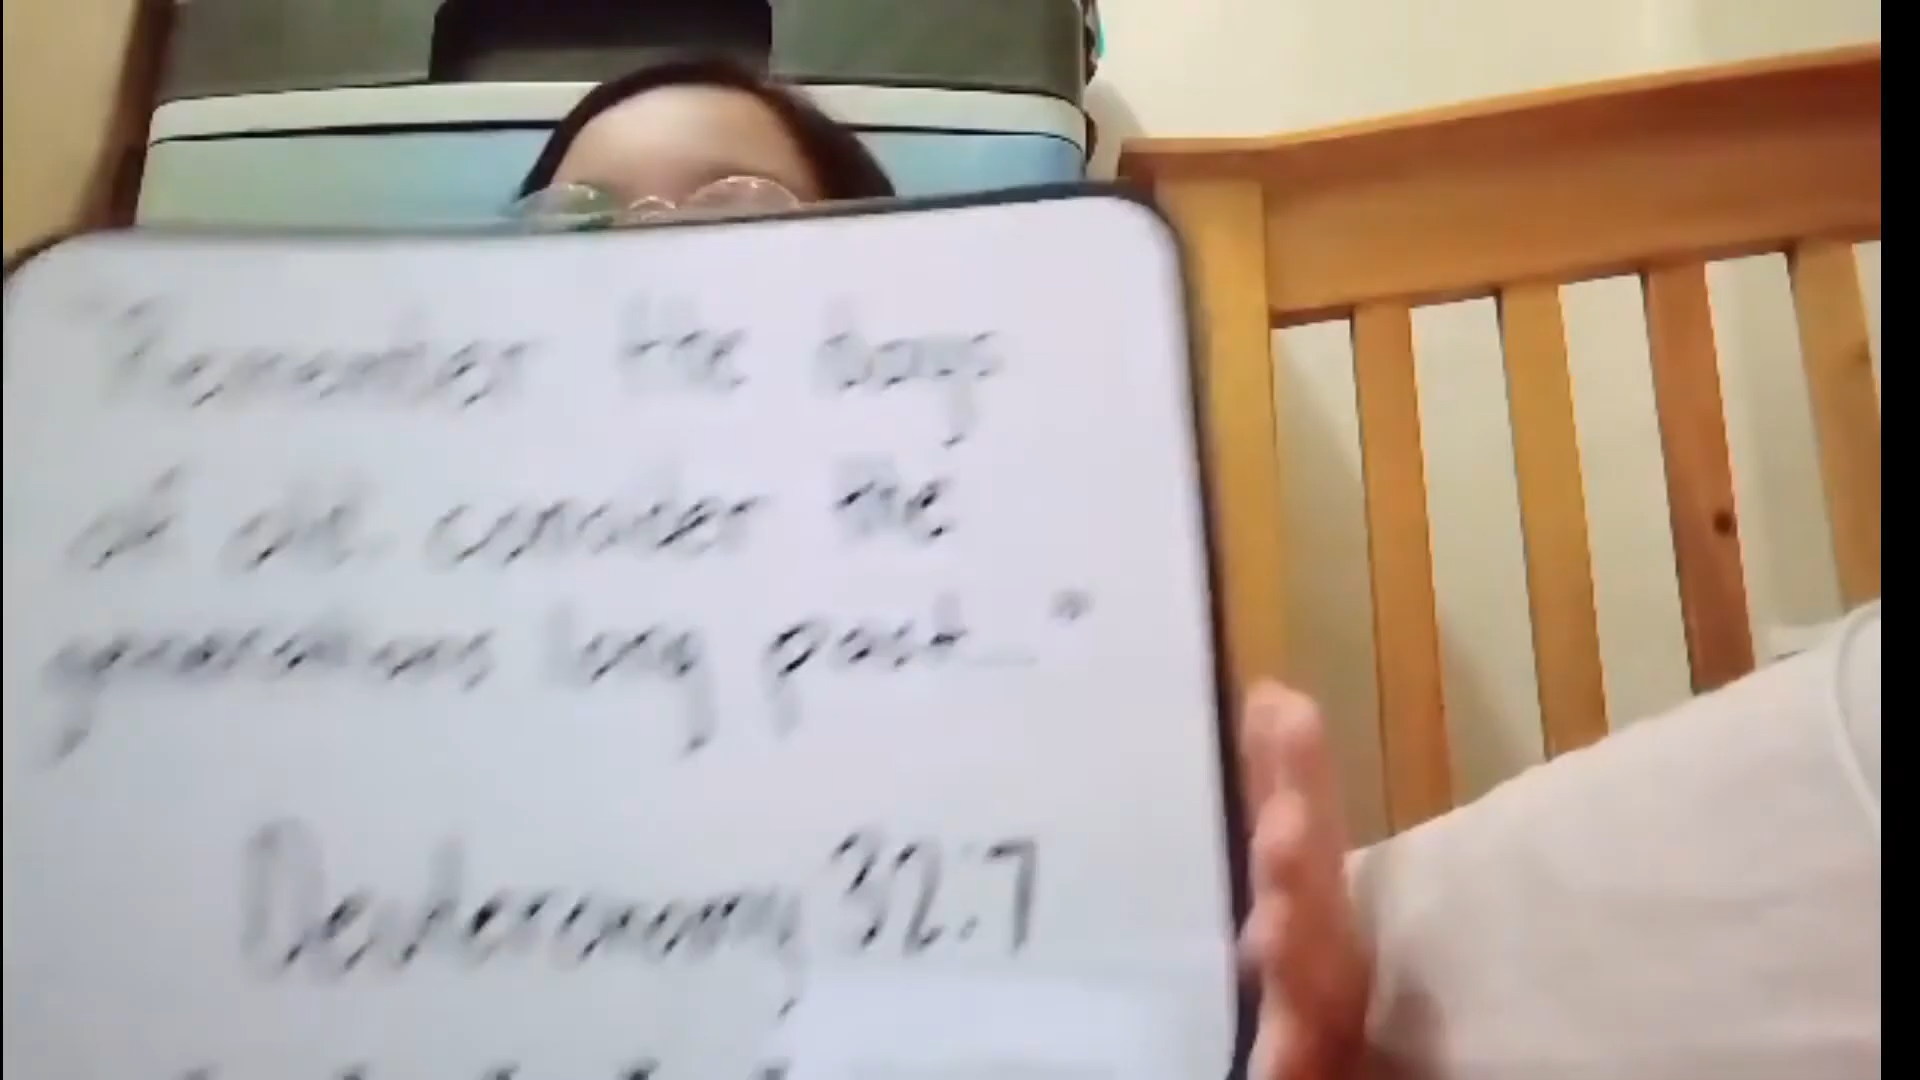 "Remember the days
of old, consider the
generations long past..."
Deuteronomy 32:7